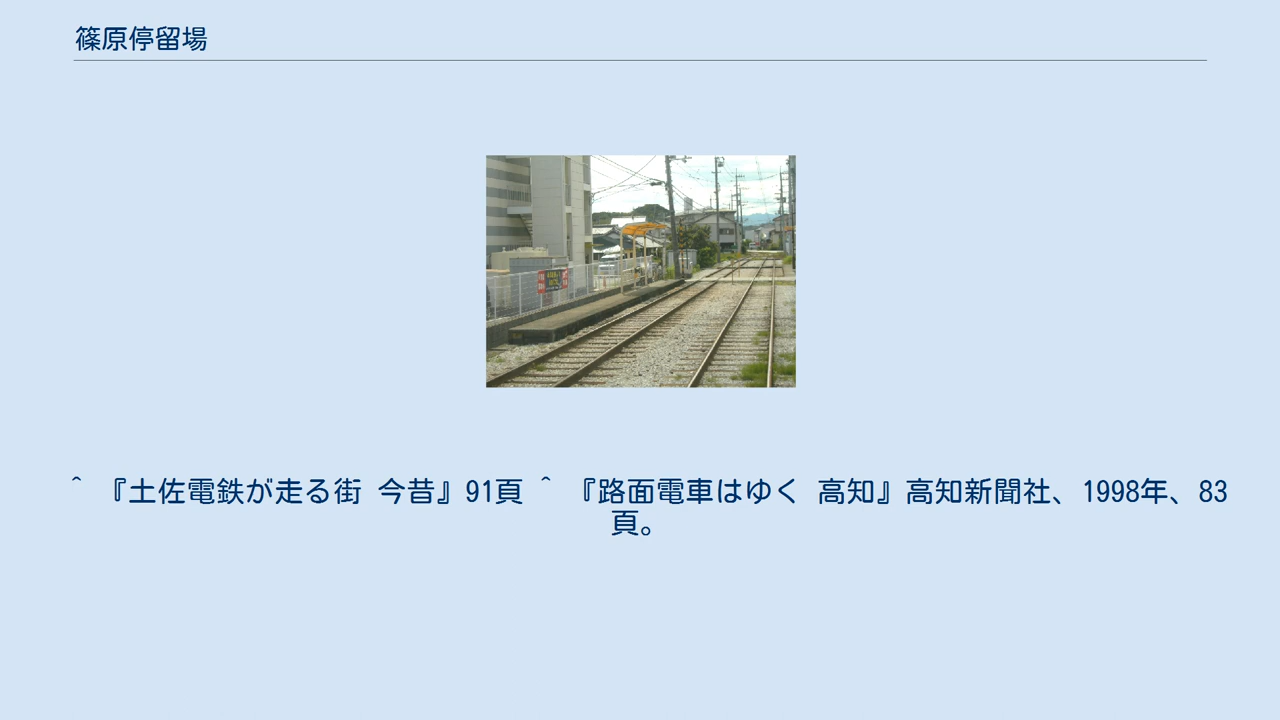 篠原停留場
^ 『土佐電鉄が走る街 今昔』91頁 ^ 『路面電車はゆく 高知』高知新聞社、1998年、83
頁。